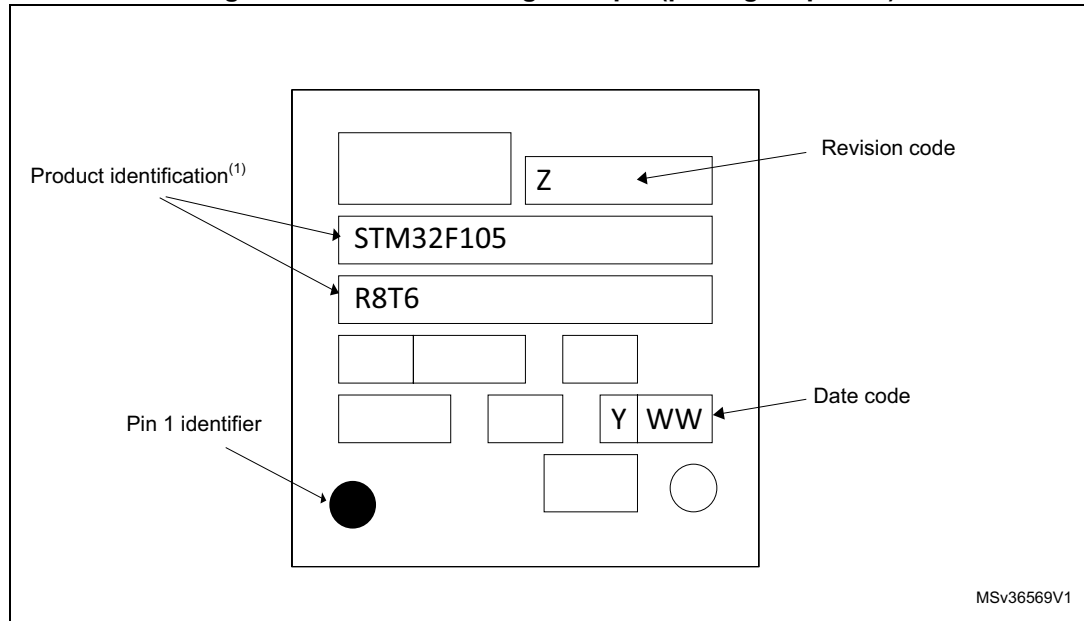 Revision code
Product identification(1)
Z
STM32F105
R8T6
Date code
Y WW
Pin 1 identifier
MSv36569V1